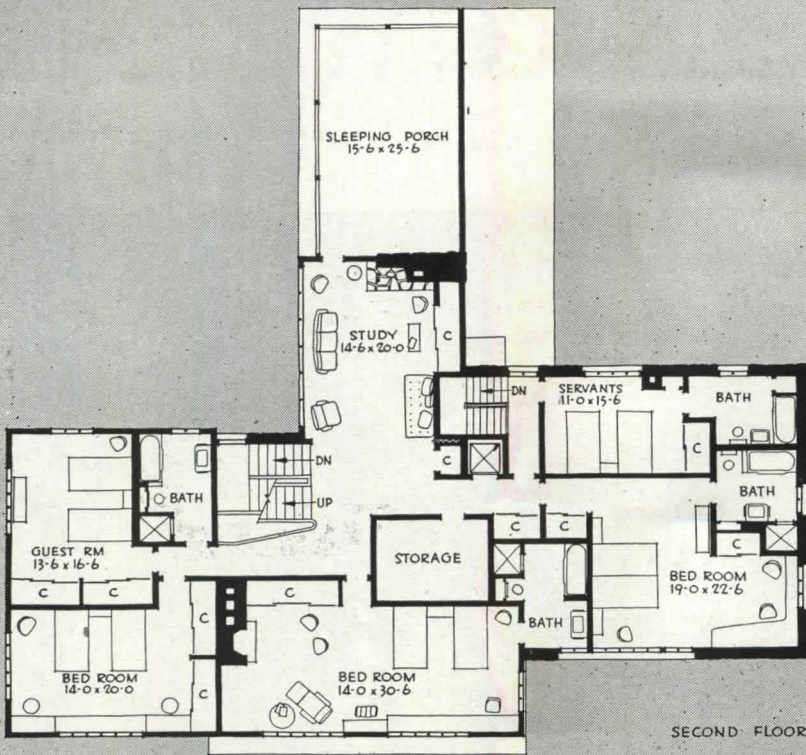 SLEEPING PORCH
15-6 x 25-6
STUDY
14-6 x 20-0
C
DN
SERVANTS
11-0 x 15-6
BATH
C
C
DN
UP
BATH
GUEST RM
13-6 x 16-6
C
C
C
C
STORAGE
BATH
C
BED ROOM
19-0 x 22-6
C
C
BATH
BED ROOM
14-0 x 20-0
C
BED ROOM
14-0 x 30-6
SECOND FLOOR